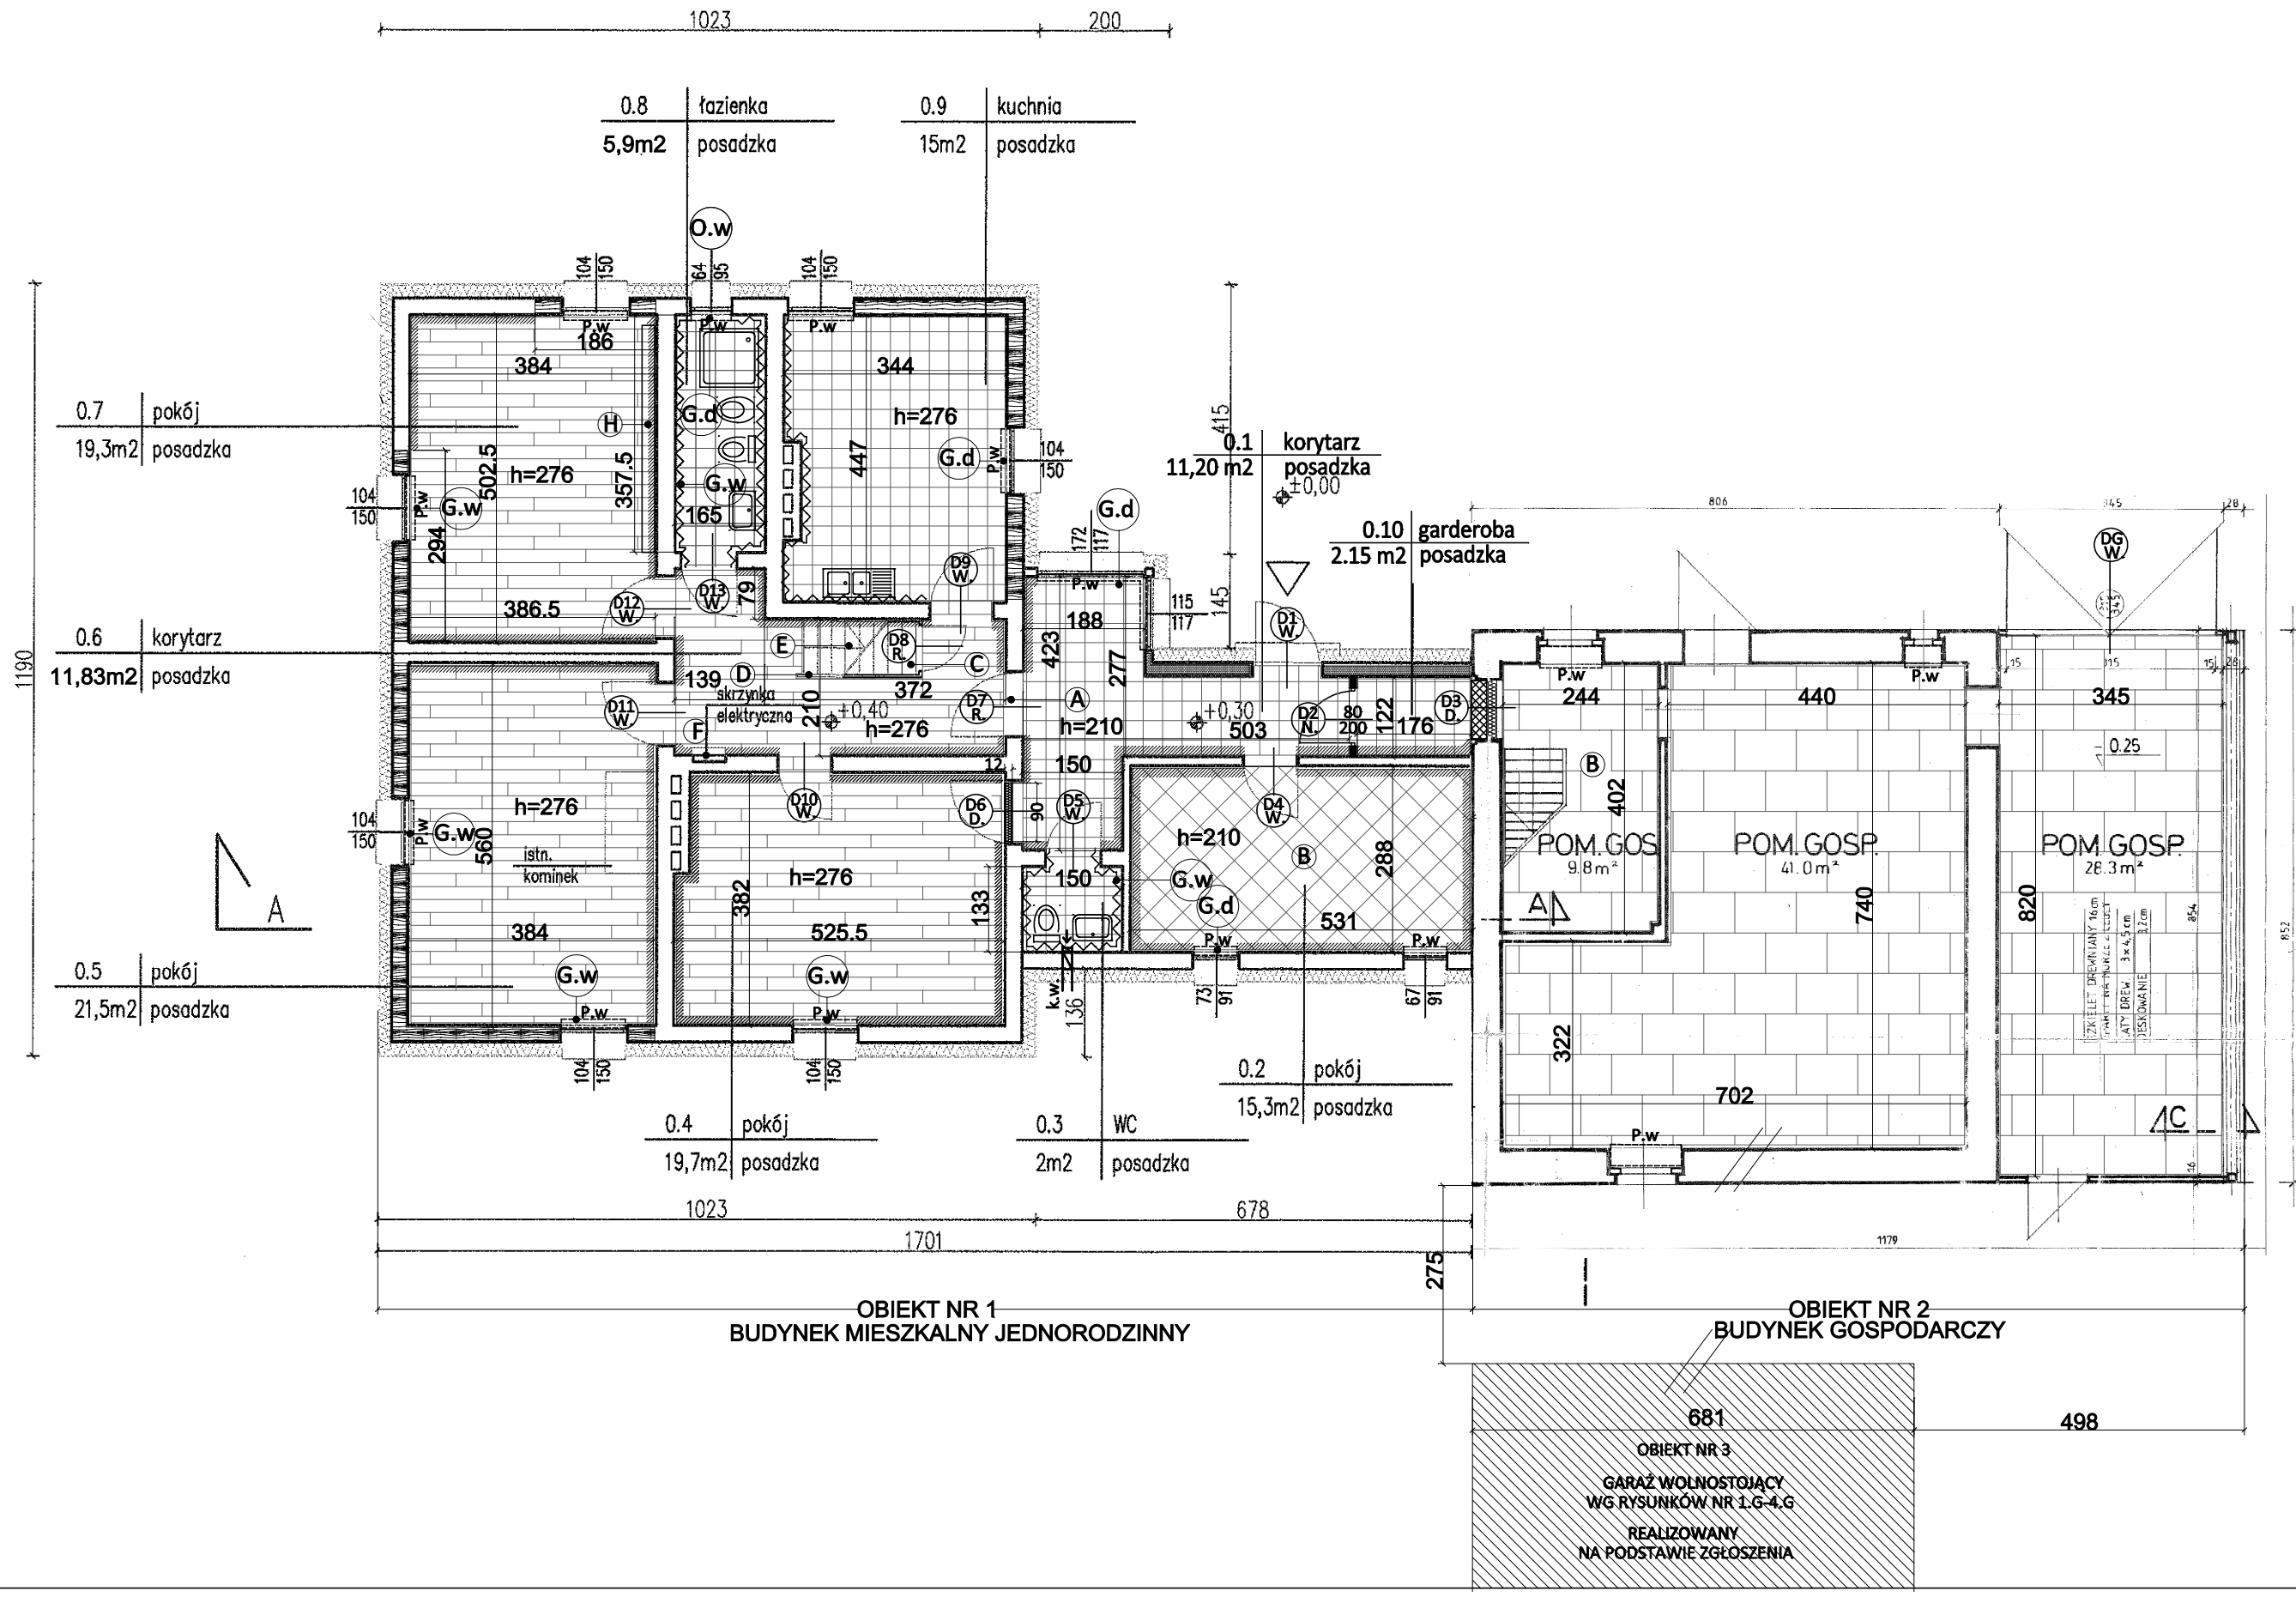 1023
200
0.8 łazienka
5,9m2 posadzka
0.9 kuchnia
15m2 posadzka
O.w
104
150
64
95
104
150
P.w
P.w
P.w
186
384
344
0.7 pokój
19,3m2 posadzka
H
G.d
h=276
415
0.1 korytarz
11,20 m2 posadzka
±0,00
502.5
h=276
357.5
447
G.d
P.w
104
150
G.w
104
150
P.w
G.w
165
G.d
172
117
806
345
28
0.10 garderoba
2.15 m2 posadzka
DG
W.
294
D9
W.
P.w
79
386.5
D12
W.
D13
W.
188
115
117
145
D1
W.
345
0.6 korytarz
11,83m2 posadzka
1190
E
D8
R.
C
423
277
P.w
P.w
15
315
15
28
139
D
372
skrzynka
elektryczna
210
+0,40
h=276
D11
W.
F
D7
R.
A
h=210
+0,30
503
D2
N.
80
200
122
176
D3
D.
244
440
345
- 0.25
12
150
B
402
h=276
D10
W.
D6
D.
90
D5
W.
D4
W.
104
150
P.w
G.w
560
istn.
kominek
h=276
h=210
B
288
POM.GOS
9.8m²
POM.GOSP.
41.0m²
POM.GOSP.
28.3m²
382
133
150
G.w
G.d
A
A
740
820
854
852
384
525.5
531
P.w
P.w
0.5 pokój
21,5m2 posadzka
G.w
G.w
P.w
P.w
k.w.
136
73
91
67
91
322
104
150
104
150
0.2 pokój
15,3m2 posadzka
702
C
P.w
16
0.4 pokój
19,7m2 posadzka
0.3 WC
2m2 posadzka
1023
678
1701
1179
275
OBIEKT NR 1
BUDYNEK MIESZKALNY JEDNORODZINNY
OBIEKT NR 2
BUDYNEK GOSPODARCZY
681
498
OBIEKT NR 3
GARAŻ WOLNOSTOJĄCY
WG RYSUNKÓW NR 1.G-4.G
REALIZOWANY
NA PODSTAWIE ZGŁOSZENIA